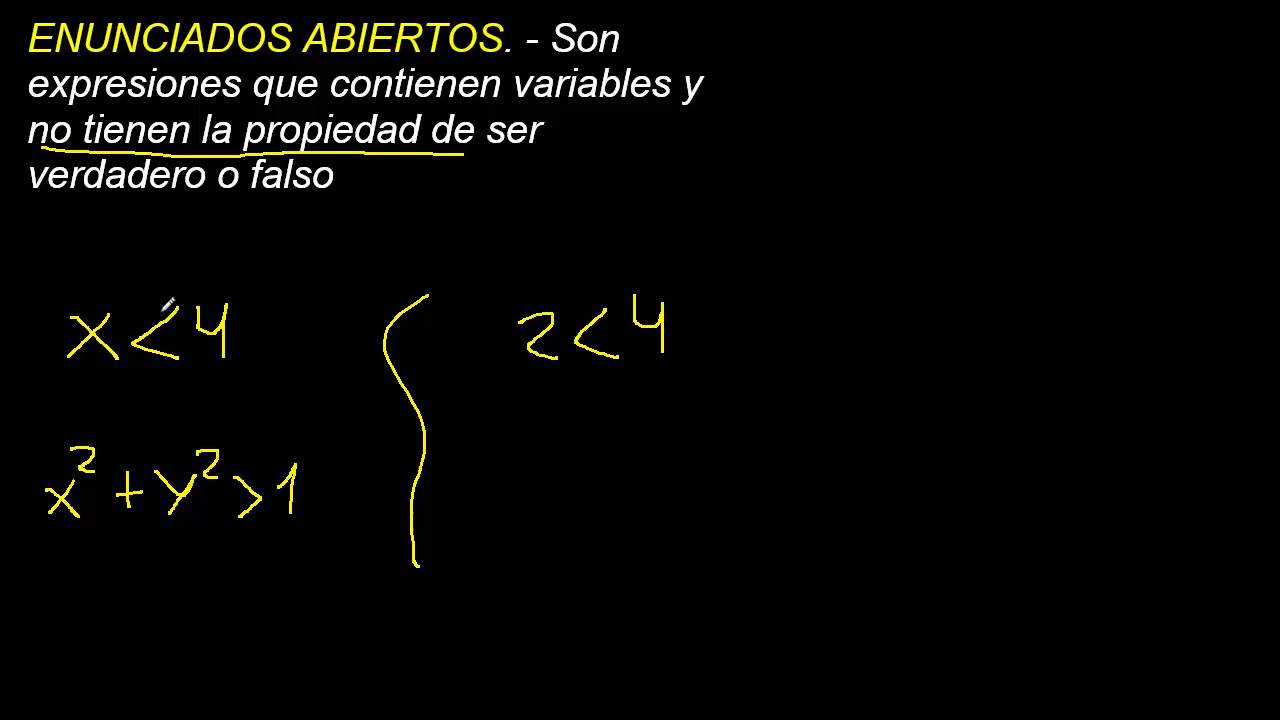 ENUNCIADOS ABIERTOS. - Son
expresiones que contienen variables y
no tienen la propiedad de ser
verdadero o falso
x<4
2<4
x²+y²>1